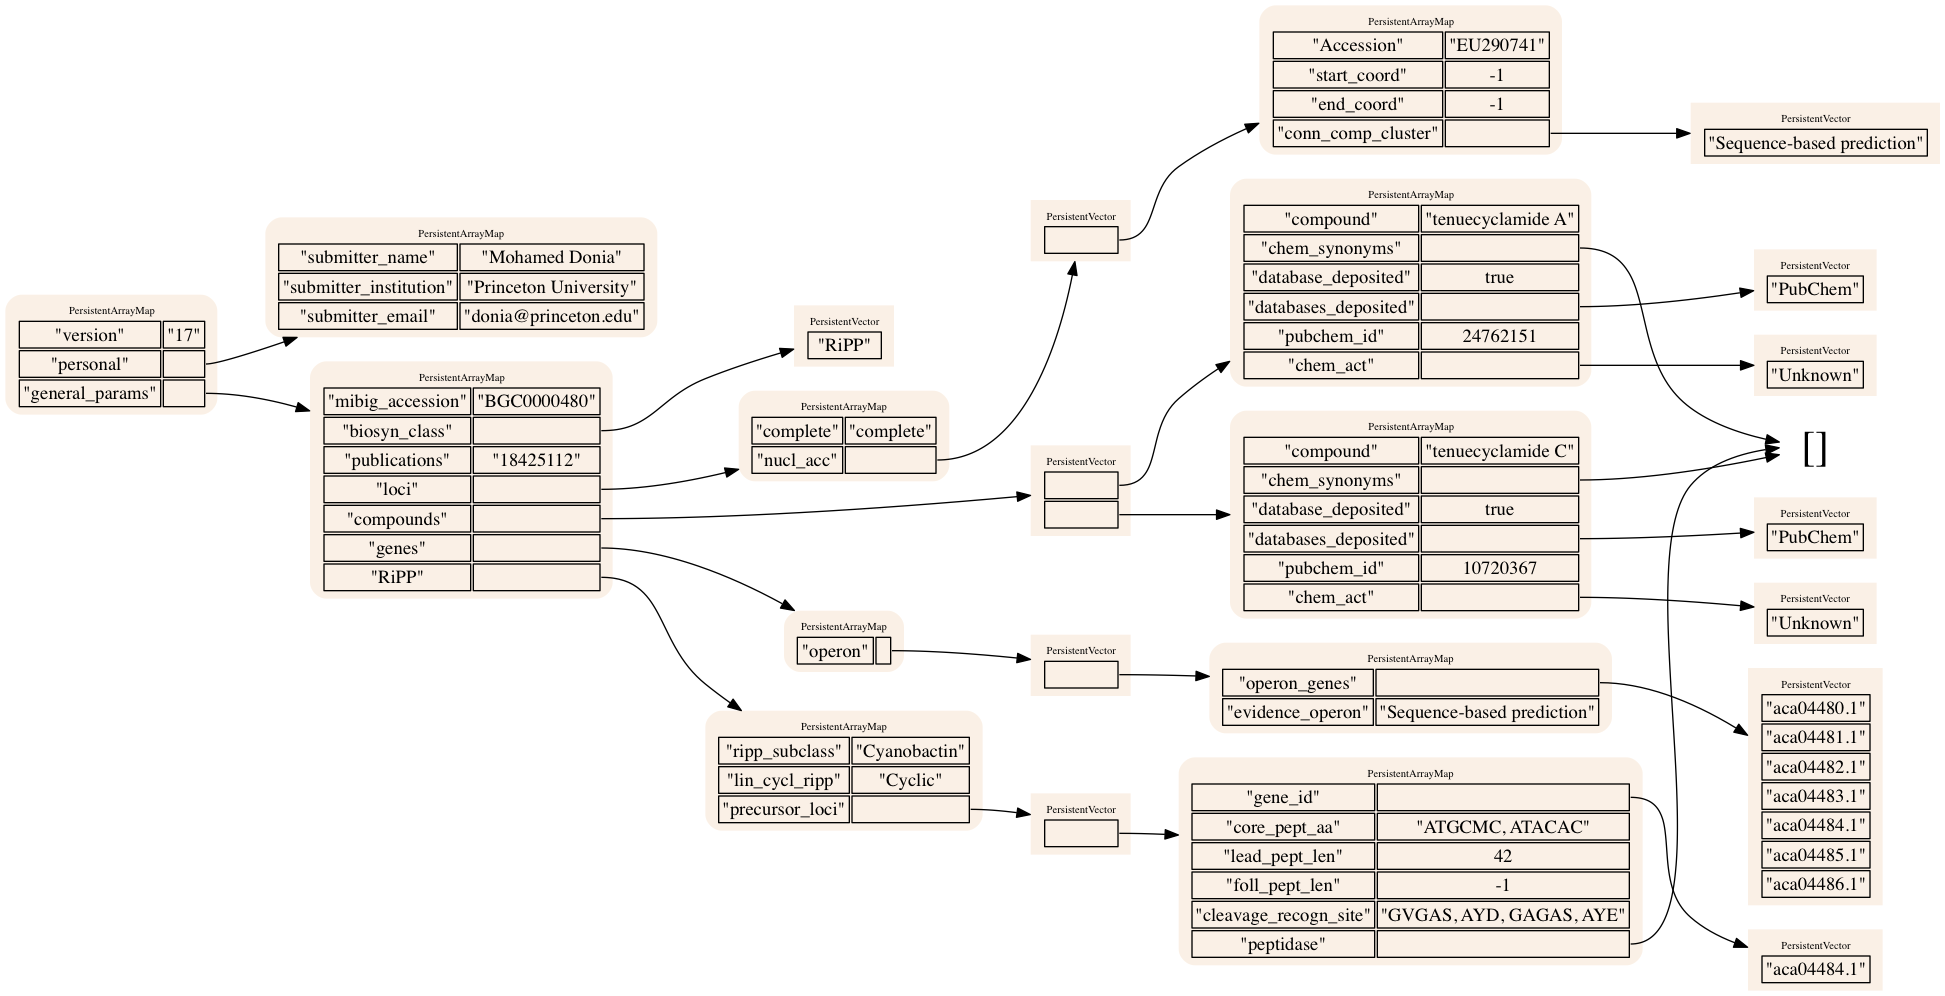 PersistentArrayMap
"version" "17"
"personal"
"general_params"
PersistentArrayMap
"submitter_name" "Mohamed Donia"
"submitter_institution" "Princeton University"
"submitter_email" "donia@princeton.edu"
PersistentArrayMap
"mibig_accession" "BGC0000480"
"biosyn_class"
"publications" "18425112"
"loci"
"compounds"
"genes"
"RiPP"
PersistentVector
"RiPP"
PersistentArrayMap
"complete" "complete"
"nucl_acc"
PersistentArrayMap
"operon"
PersistentArrayMap
"ripp_subclass" "Cyanobactin"
"lin_cycl_ripp" "Cyclic"
"precursor_loci"
PersistentVector
PersistentVector
PersistentVector
PersistentVector
PersistentArrayMap
"Accession" "EU290741"
"start_coord" -1
"end_coord" -1
"conn_comp_cluster"
PersistentArrayMap
"compound" "tenuecyclamide A"
"chem_synonyms"
"database_deposited" true
"databases_deposited"
"pubchem_id" 24762151
"chem_act"
PersistentArrayMap
"compound" "tenuecyclamide C"
"chem_synonyms"
"database_deposited" true
"databases_deposited"
"pubchem_id" 10720367
"chem_act"
PersistentArrayMap
"operon_genes"
"evidence_operon" "Sequence-based prediction"
PersistentArrayMap
"gene_id"
"core_pept_aa" "ATGCMC, ATACAC"
"lead_pept_len" 42
"foll_pept_len" -1
"cleavage_recogn_site" "GVGAS, AYD, GAGAS, AYE"
"peptidase"
PersistentVector
"Sequence-based prediction"
PersistentVector
"PubChem"
PersistentVector
"Unknown"
[]
PersistentVector
"PubChem"
PersistentVector
"Unknown"
PersistentVector
"aca04480.1"
"aca04481.1"
"aca04482.1"
"aca04483.1"
"aca04484.1"
"aca04485.1"
"aca04486.1"
PersistentVector
"aca04484.1"